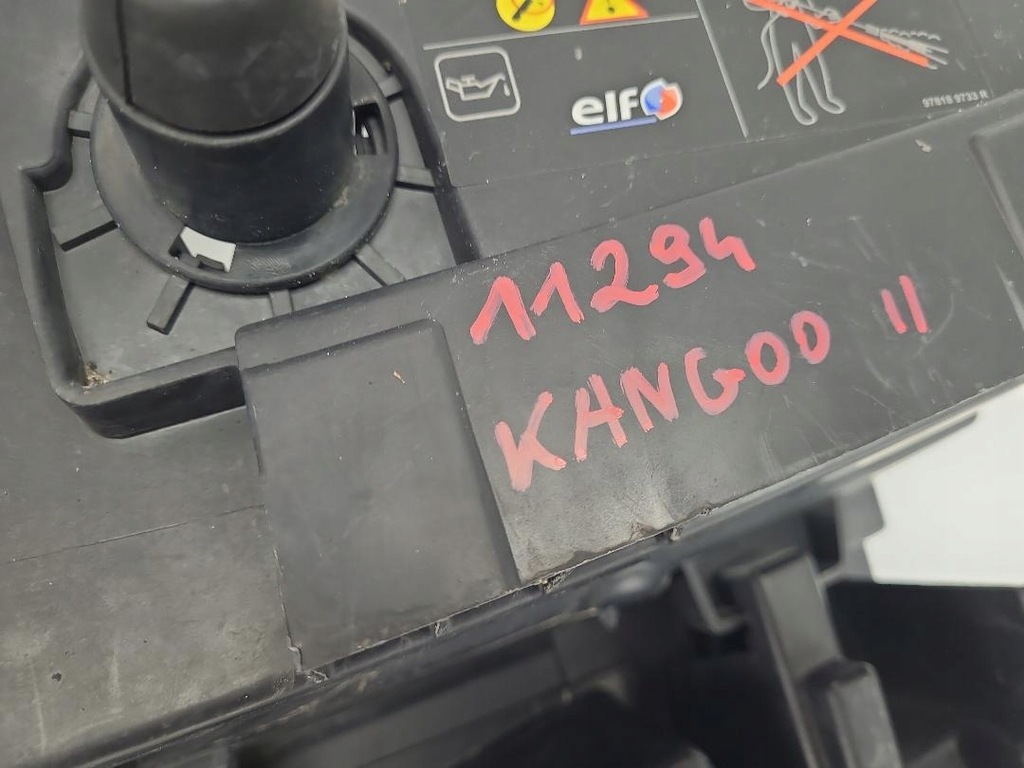 elf
97818 9733 R
11294
KANGOO II